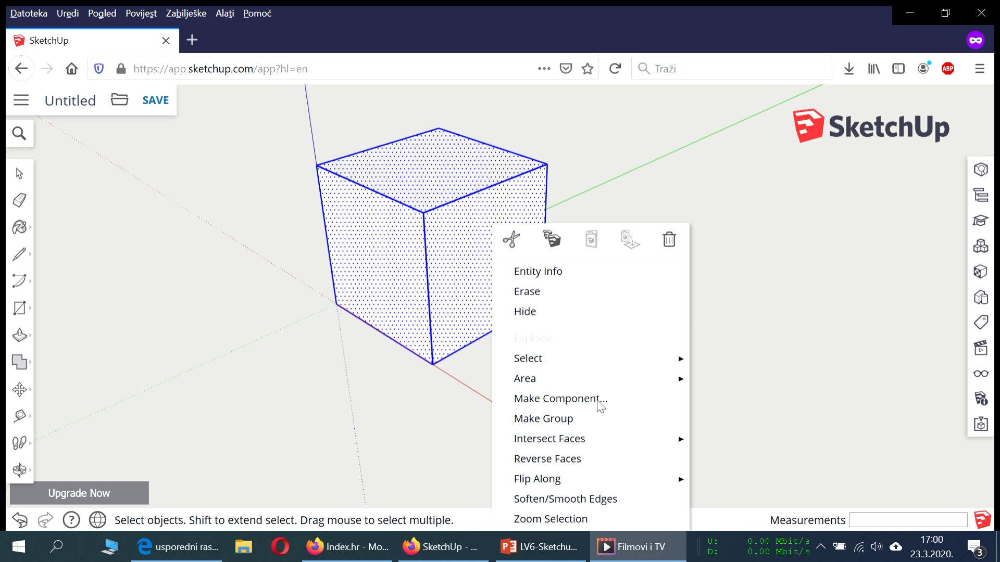 Datoteka Uredi Pogled Povijest Zabilješke Alati Pomoć
SketchUp
https://app.sketchup.com/app?hl=en
Traži
ABP
Untitled SAVE
SketchUp
Entity Info
Erase
Hide
Explode
Select
Area
Make Component...
Make Group
Intersect Faces
Reverse Faces
Flip Along
Soften/Smooth Edges
Zoom Selection
Upgrade Now
Select objects. Shift to extend select. Drag mouse to select multiple.
Measurements
usporedni ras...
Index.hr - Mo...
SketchUp - ...
LV6-Sketchu...
Filmovi i TV
U: 0.00 Mbit/s
D: 0.00 Mbit/s
17:00
23.3.2020.
3